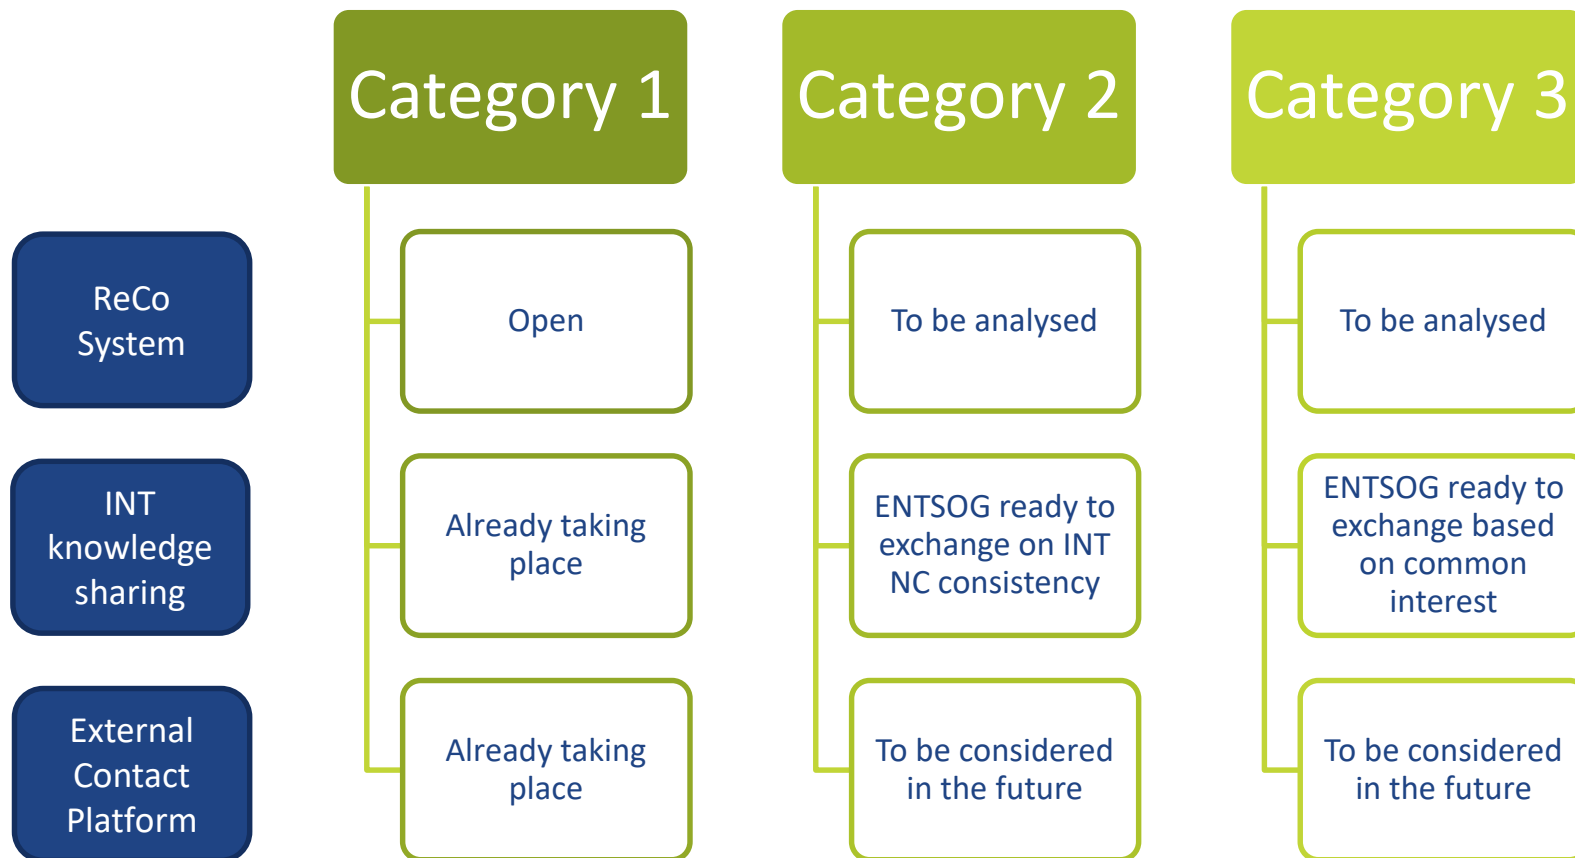 Category 1
Category 2
Category 3
ReCo
System
Open
To be analysed
To be analysed
INT
knowledge
sharing
Already taking
place
ENTSOG ready to
exchange on INT
NC consistency
ENTSOG ready to
exchange based
on common
interest
External
Contact
Platform
Already taking
place
To be considered
in the future
To be considered
in the future